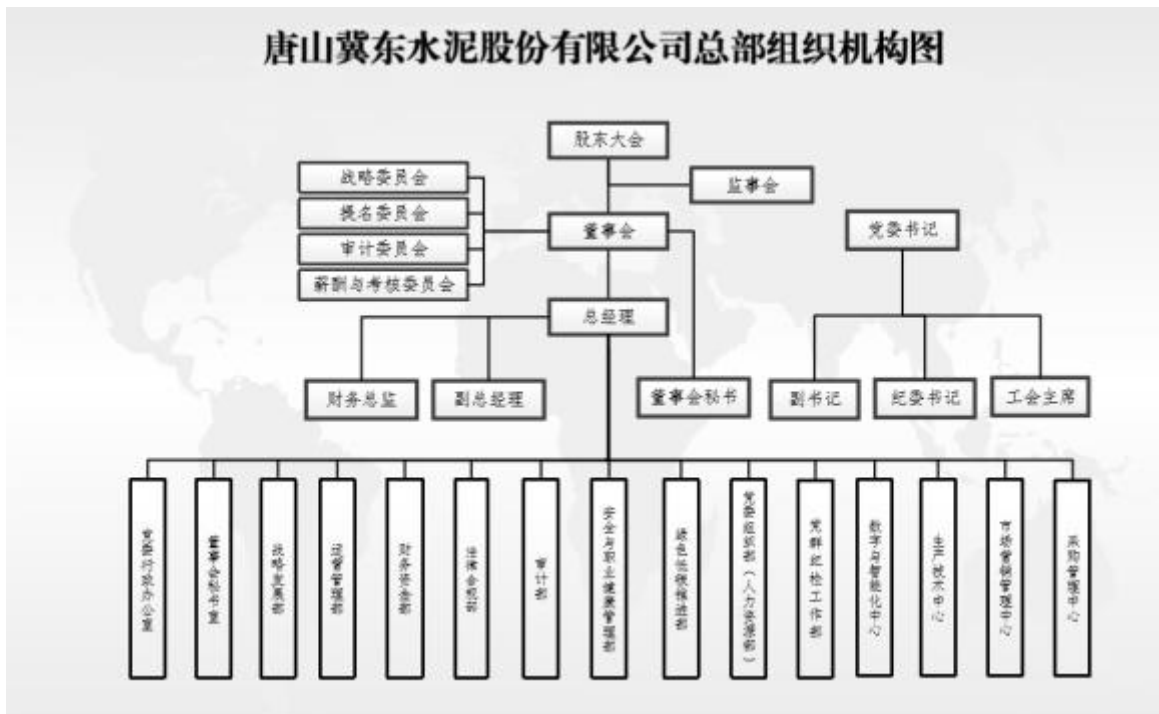 唐山冀东水泥股份有限公司总部组织机构图
股东大会
战略委员会
监事会
提名委员会
董事会
党委书记
审计委员会
薪酬与考核委员会
总经理
财务总监
副总经理
董事会秘书
副书记
纪委书记
工会主席
党委行政办公室
董事会秘书室
战略发展部
运营管理部
财务资金部
法律合规部
审计部
安全与职业健康管理部
绿色低碳推进部
党委组织部（人力资源部）
党群纪检工作部
数字与智能化中心
生产技术中心
市场营销管理中心
采购管理中心